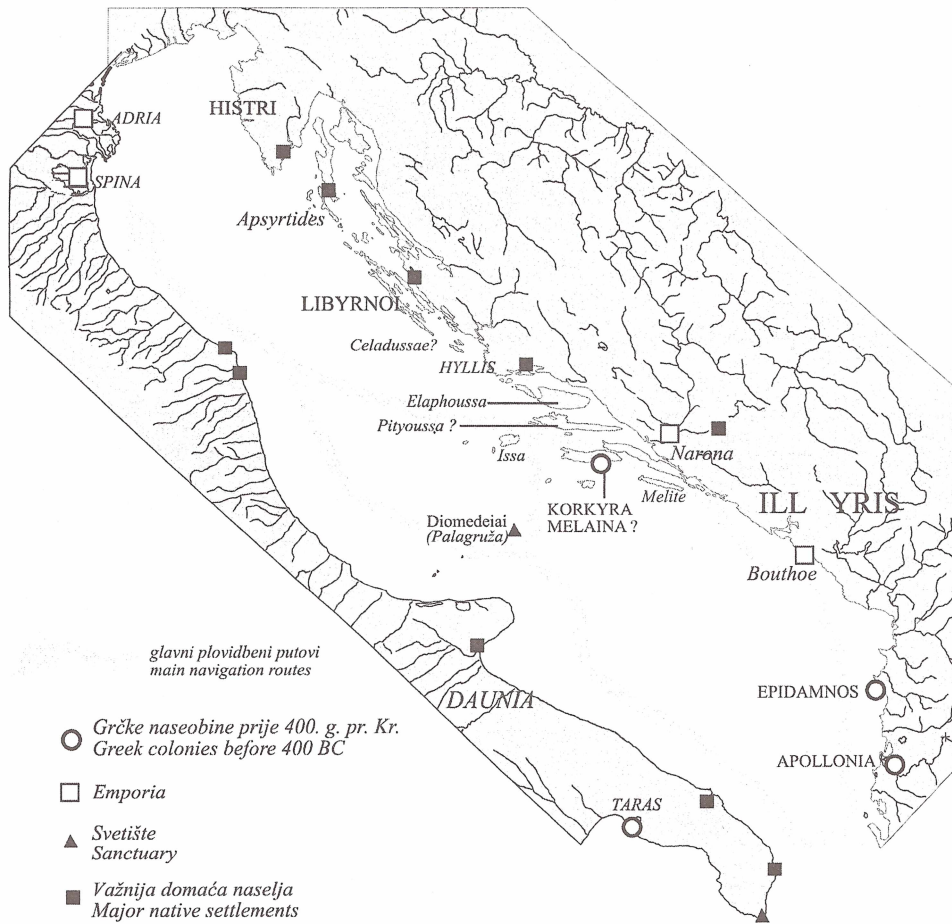 HISTRI
ADRIA
SPINA
Apsyrtides
LIBYRNOI
Celadussae?
HYLLIS
Elaphoussa
Pityoussa ?
Issa
Narona
Melite
KORKYRA
MELAINA ?
ILL YRIS
Diomedeiai
(Palagruža)
Bouthoe
glavni plovidbeni putovi
main navigation routes
DAUNIA
EPIDAMNOS
Grčke naseobine prije 400. g. pr. Kr.
Greek colonies before 400 BC
APOLLONIA
Emporia
TARAS
Svetište
Sanctuary
Važnija domaća naselja
Major native settlements